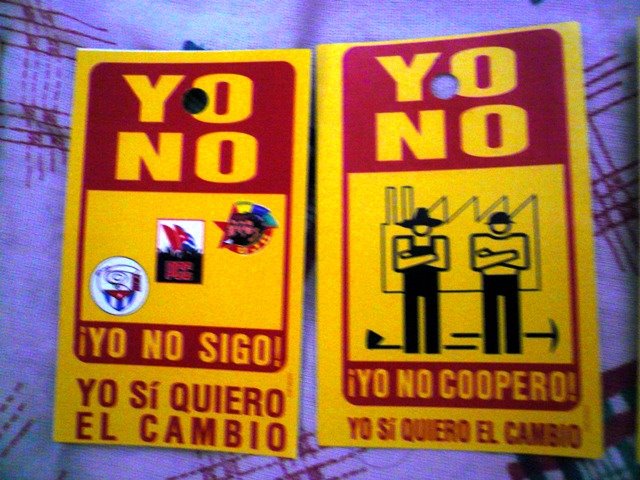 YO
NO
PCC
¡YO NO SIGO!
YO Sí QUIERO
EL CAMBIO
YO
NO
¡YO NO COOPERO!
YO Sí QUIERO EL CAMBIO